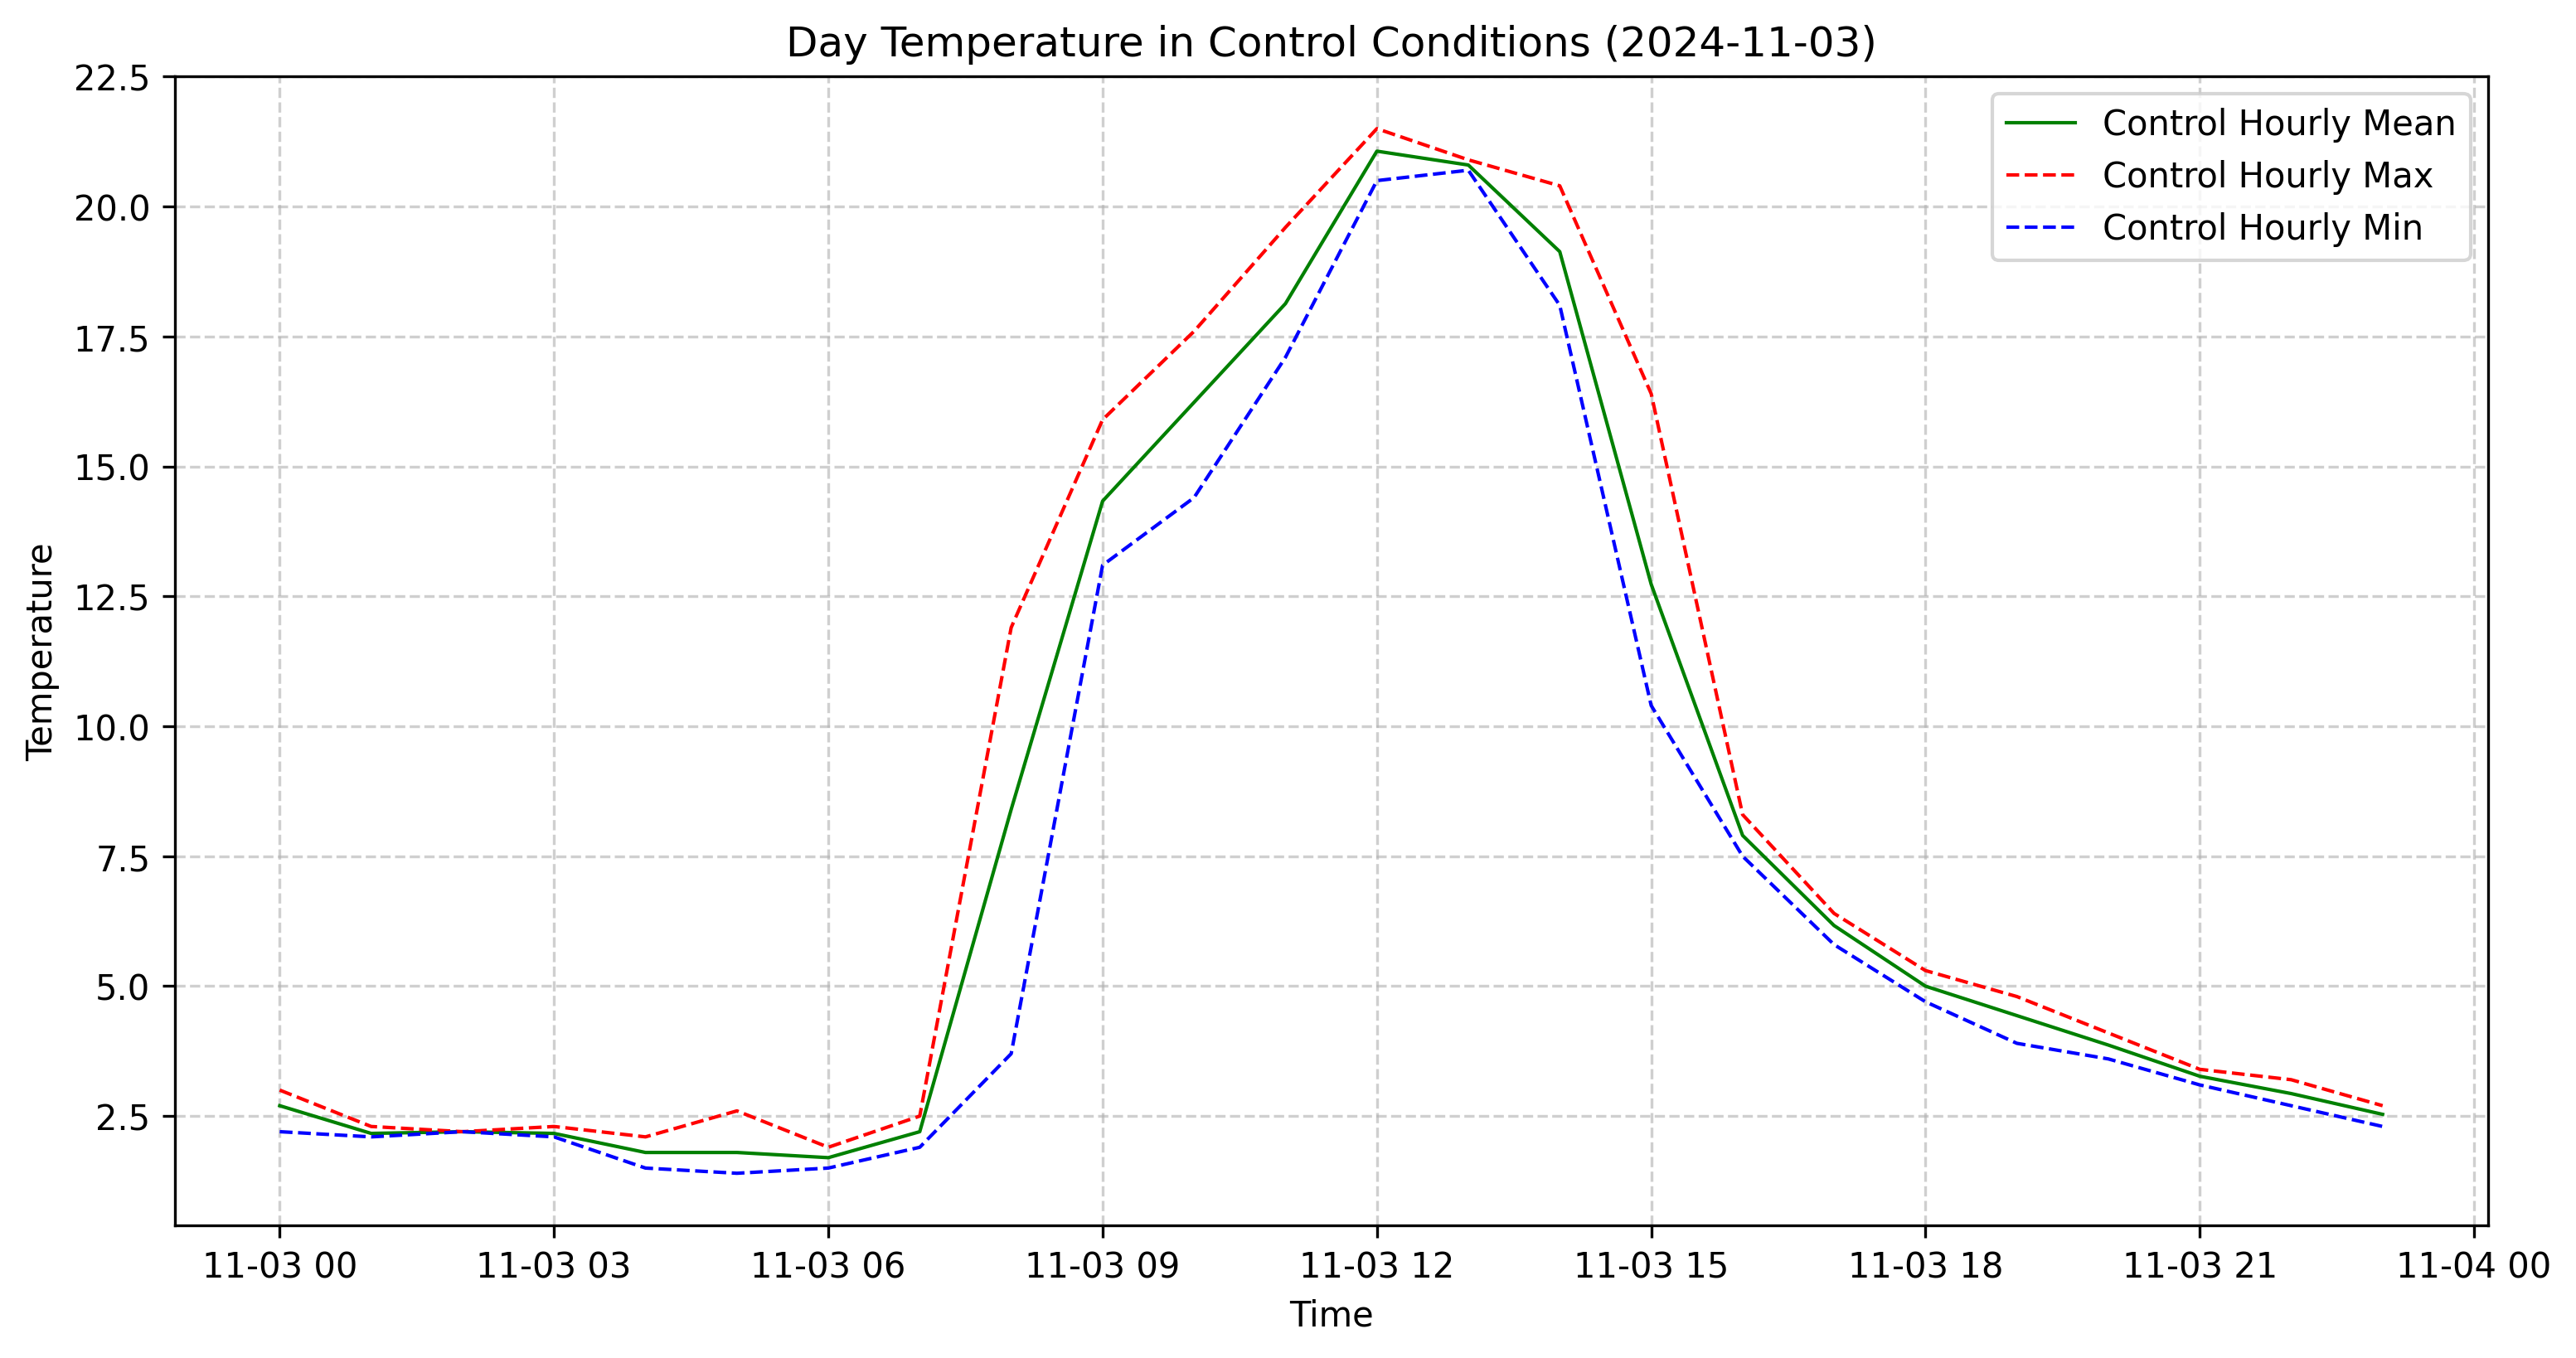 Day Temperature in Control Conditions (2024-11-03)
Control Hourly Mean
Control Hourly Max
Control Hourly Min
Temperature
22.5
20.0
17.5
15.0
12.5
10.0
7.5
5.0
2.5
11-03 00 11-03 03 11-03 06 11-03 09 11-03 12 11-03 15 11-03 18 11-03 21 11-04 00
Time